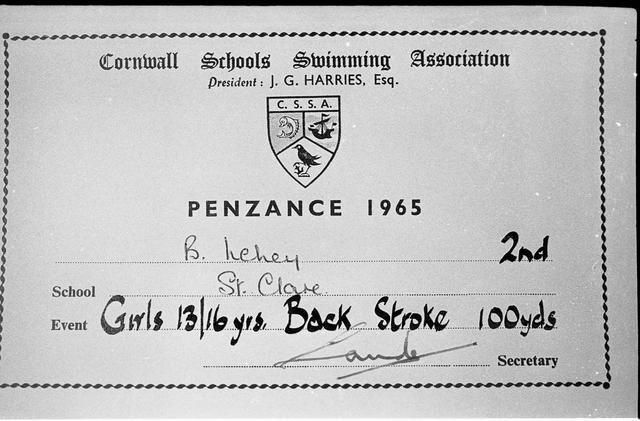 Cornwall Schools Swimming Association
President: J. G. HARRIES, Esq.
C. S. S. A.
PENZANCE 1965
B. 2nd
School St. Clare
Event Girls 13/16 yrs. Back Stroke 100yds
Secretary